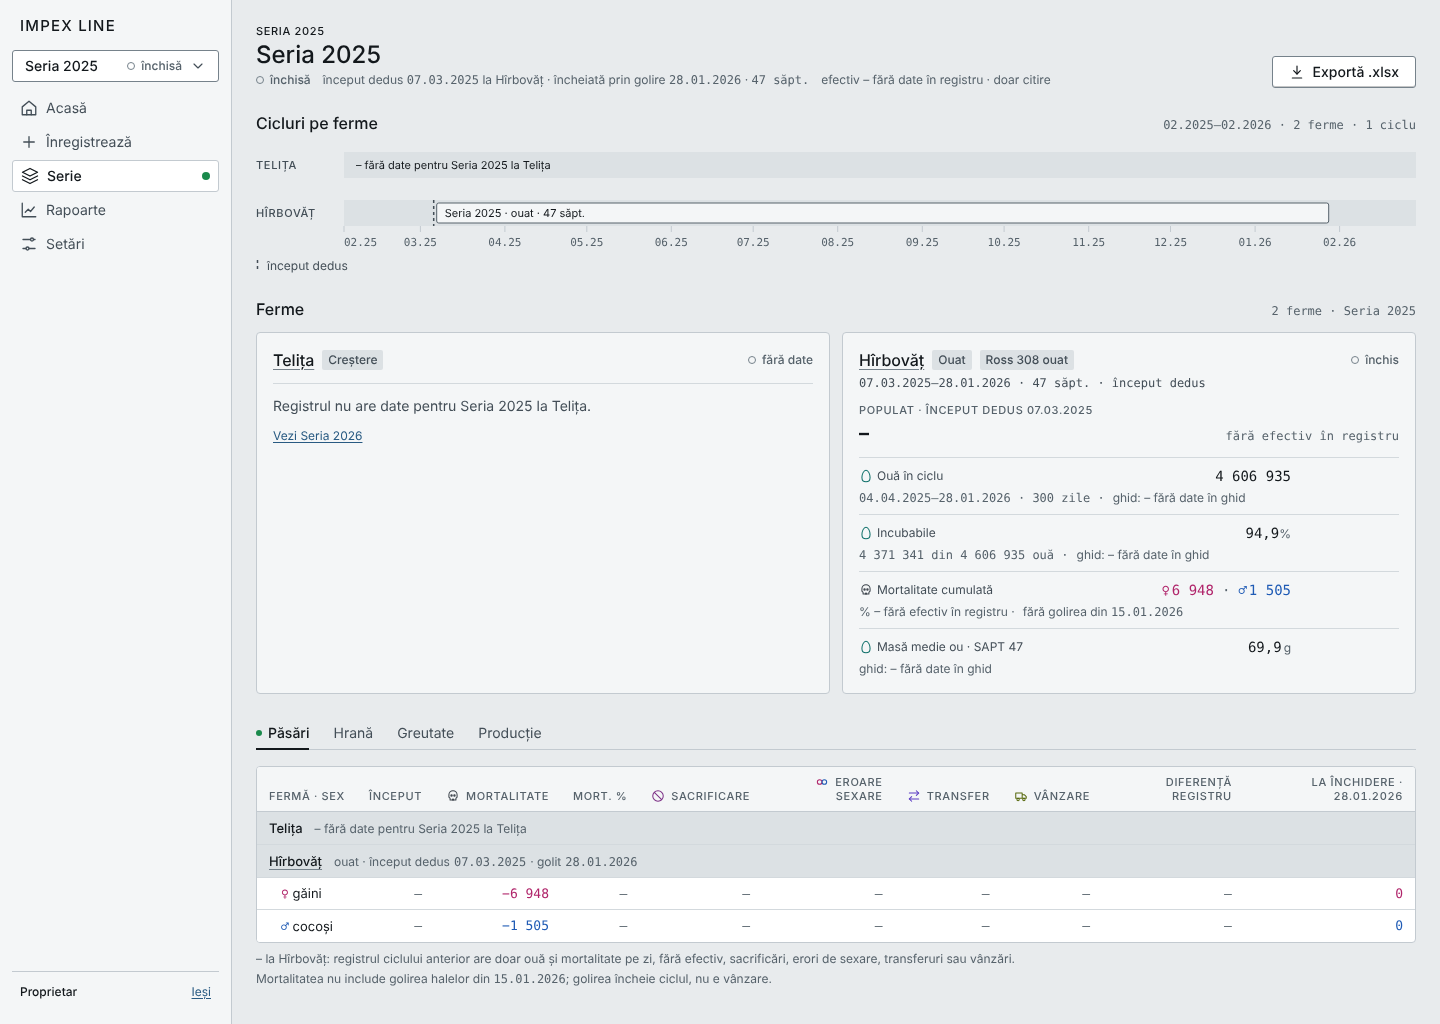 IMPEX LINE
Seria 2025 închisă
Acasă
Înregistrează
Serie
Rapoarte
Setări
Proprietar Ieși
SERIA 2025
Seria 2025
închisă început dedus 07.03.2025 la Hîrbovăț · încheiată prin golire 28.01.2026 · 47 săpt. efectiv – fără date în registru · doar citire
Exportă .xlsx
Cicluri pe ferme 02.2025–02.2026 · 2 ferme · 1 ciclu
TELIȚA – fără date pentru Seria 2025 la Telița
HÎRBOVĂȚ Seria 2025 · ouat · 47 săpt.
02.25 03.25 04.25 05.25 06.25 07.25 08.25 09.25 10.25 11.25 12.25 01.26 02.26
început dedus
Ferme 2 ferme · Seria 2025
Telița Creștere fără date
Registrul nu are date pentru Seria 2025 la Telița.
Vezi Seria 2026
Hîrbovăț Ouat Ross 308 ouat închis
07.03.2025–28.01.2026 · 47 săpt. · început dedus
POPULAT · ÎNCEPUT DEDUS 07.03.2025
– fără efectiv în registru
Ouă în ciclu 4 606 935
04.04.2025–28.01.2026 · 300 zile · ghid: – fără date în ghid
Incubabile 94,9%
4 371 341 din 4 606 935 ouă · ghid: – fără date în ghid
Mortalitate cumulată ♀6 948 · ♂1 505
% – fără efectiv în registru · fără golirea din 15.01.2026
Masă medie ou · SAPT 47 69,9 g
ghid: – fără date în ghid
Păsări Hrană Greutate Producție
FERMĂ · SEX ÎNCEPUT MORTALITATE MORT. % SACRIFICARE EROARE SEXARE TRANSFER VÂNZARE DIFERENȚĂ REGISTRU LA ÎNCHIDERE · 28.01.2026
Telița – fără date pentru Seria 2025 la Telița
Hîrbovăț ouat · început dedus 07.03.2025 · golit 28.01.2026
♀ găini – −6 948 – – – – – – 0
♂ cocoși – −1 505 – – – – – – 0
– la Hîrbovăț: registrul ciclului anterior are doar ouă și mortalitate pe zi, fără efectiv, sacrificări, erori de sexare, transferuri sau vânzări.
Mortalitatea nu include golirea halelor din 15.01.2026; golirea încheie ciclul, nu e vânzare.